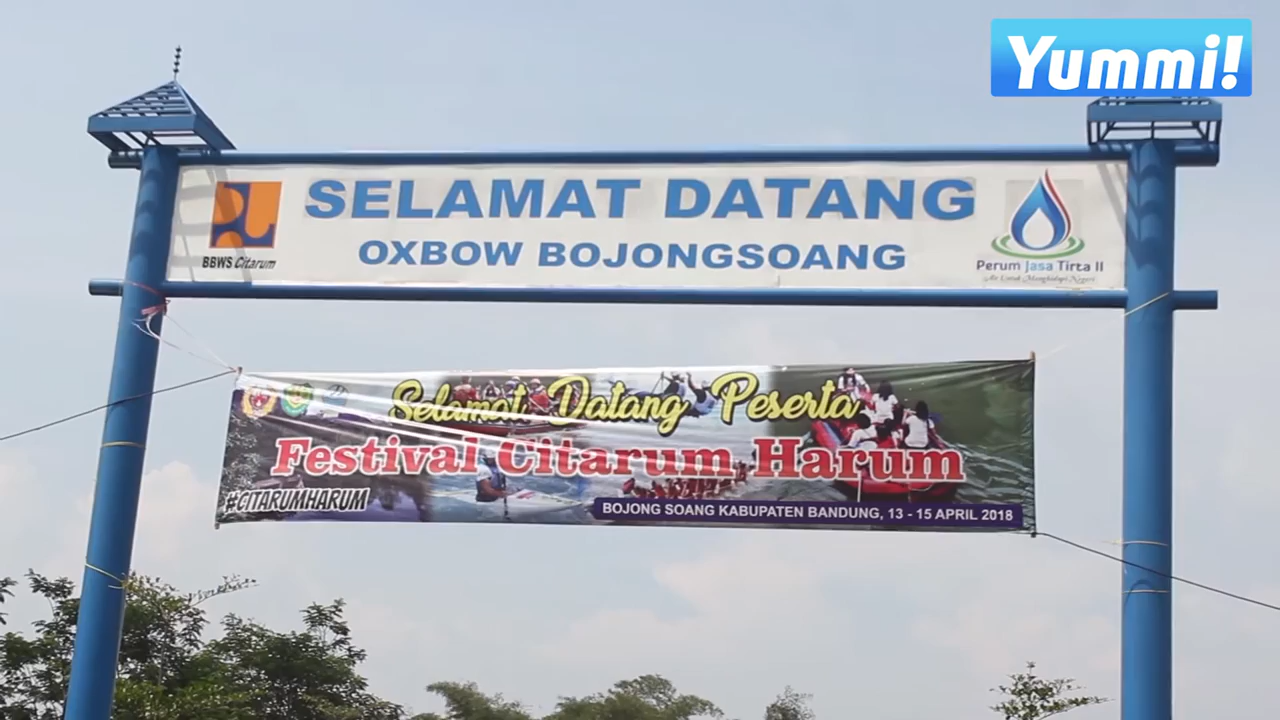 Yummi!
SELAMAT DATANG
OXBOW BOJONGSOANG
BBWS Citarum
Perum Jasa Tirta II
Air Untuk Menghidupi Negeri
Selamat Datang Peserta
Festival Citarum Harum
#CITARUMHARUM
BOJONG SOANG KABUPATEN BANDUNG, 13 - 15 APRIL 2018